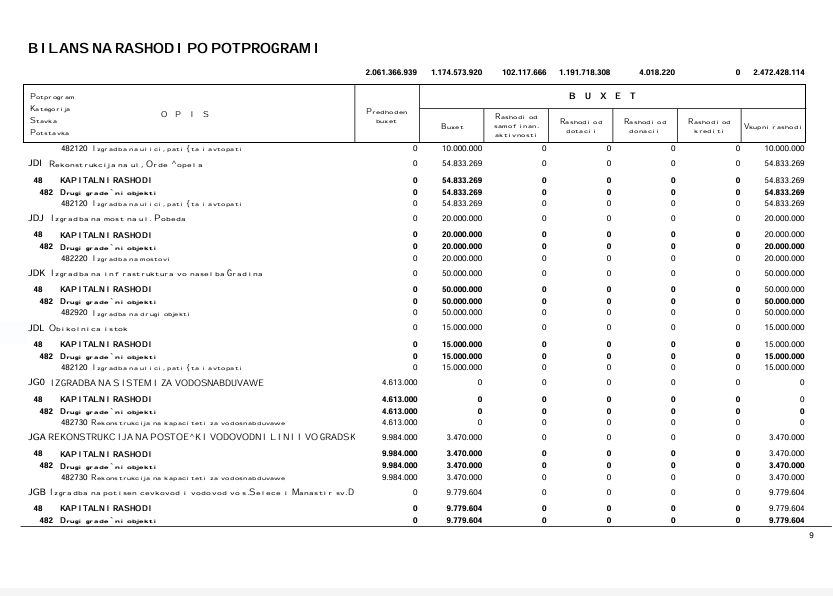 BILANS NA RASHODI PO POTPROGRAMI
2.061.366.939 1.174.573.920 102.117.666 1.191.718.308 4.018.220 0 2.472.428.114
Potprogram
Kategorija
Stavka
Potstavka
O P I S
Predhoden buxet
B U X E T
Buxet
Rashodi od samofinan. aktivnosti
Rashodi od dotacii
Rashodi od donacii
Rashodi od krediti
Vkupni rashodi
482120 Izgradba na ulici, pati {ta i avtopati 0 10.000.000 0 0 0 0 10.000.000
JDI Rekonstrukcija na ul, Orde ^opela 0 54.833.269 0 0 0 0 54.833.269
48 KAPITALNI RASHODI 0 54.833.269 0 0 0 0 54.833.269
482 Drugi grade`ni objekti 0 54.833.269 0 0 0 0 54.833.269
482120 Izgradba na ulici, pati {ta i avtopati 0 54.833.269 0 0 0 0 54.833.269
JDJ Izgradba na most na ul. Pobeda 0 20.000.000 0 0 0 0 20.000.000
48 KAPITALNI RASHODI 0 20.000.000 0 0 0 0 20.000.000
482 Drugi grade`ni objekti 0 20.000.000 0 0 0 0 20.000.000
482220 Izgradba na mostovi 0 20.000.000 0 0 0 0 20.000.000
JDK Izgradba na infrastruktura vo naselba Gradina 0 50.000.000 0 0 0 0 50.000.000
48 KAPITALNI RASHODI 0 50.000.000 0 0 0 0 50.000.000
482 Drugi grade`ni objekti 0 50.000.000 0 0 0 0 50.000.000
482920 Izgradba na drugi objekti 0 50.000.000 0 0 0 0 50.000.000
JDL Obikolnica istok 0 15.000.000 0 0 0 0 15.000.000
48 KAPITALNI RASHODI 0 15.000.000 0 0 0 0 15.000.000
482 Drugi grade`ni objekti 0 15.000.000 0 0 0 0 15.000.000
482120 Izgradba na ulici, pati {ta i avtopati 0 15.000.000 0 0 0 0 15.000.000
JG0 IZGRADBA NA SISTEMI ZA VODOSNABDUVAWE 4.613.000 0 0 0 0 0 0
48 KAPITALNI RASHODI 4.613.000 0 0 0 0 0 0
482 Drugi grade`ni objekti 4.613.000 0 0 0 0 0 0
482730 Rekonstrukcija na kapaciteti za vodosnabduvawe 4.613.000 0 0 0 0 0 0
JGA REKONSTRUKCIJA NA POSTOE^KI VODOVODNI LINII VO GRADSK 9.984.000 3.470.000 0 0 0 0 3.470.000
48 KAPITALNI RASHODI 9.984.000 3.470.000 0 0 0 0 3.470.000
482 Drugi grade`ni objekti 9.984.000 3.470.000 0 0 0 0 3.470.000
482730 Rekonstrukcija na kapaciteti za vodosnabduvawe 9.984.000 3.470.000 0 0 0 0 3.470.000
JGB Izgradba na potisen cevkovod i vodovod vo s.Selece i Manastir sv.D 0 9.779.604 0 0 0 0 9.779.604
48 KAPITALNI RASHODI 0 9.779.604 0 0 0 0 9.779.604
482 Drugi grade`ni objekti 0 9.779.604 0 0 0 0 9.779.604
9